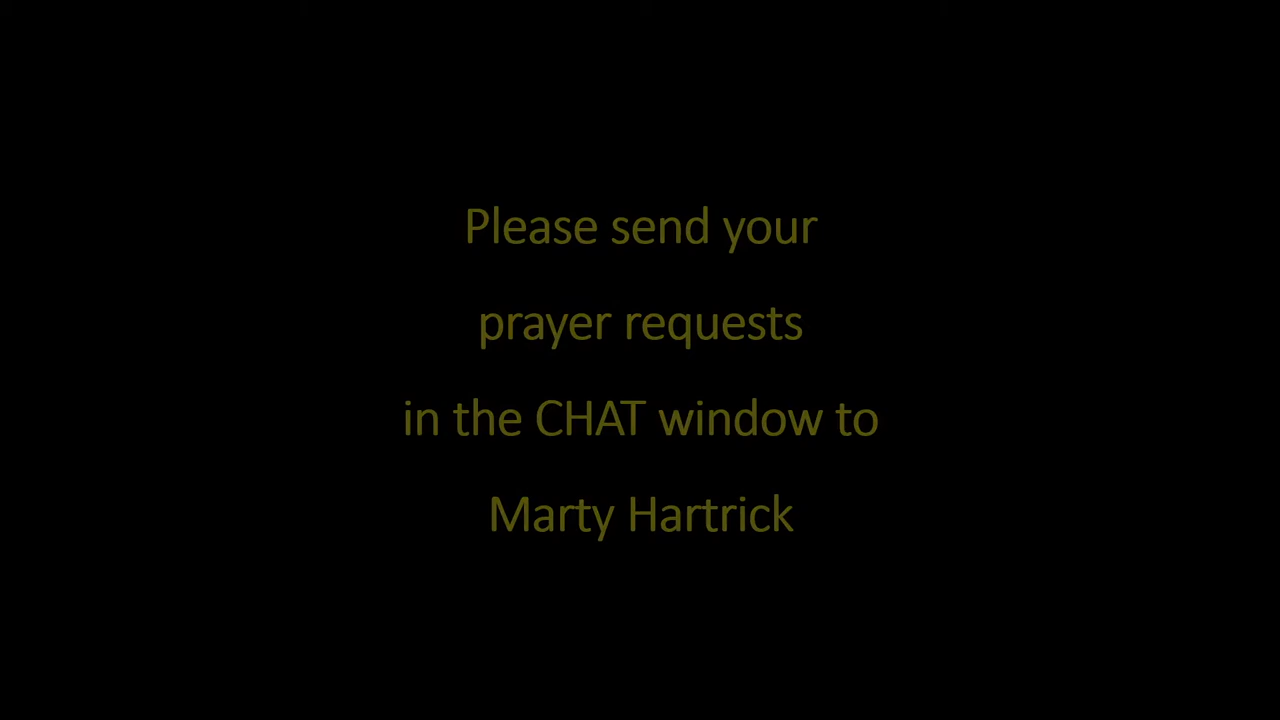 Please send your
prayer requests
in the CHAT window to
Marty Hartrick